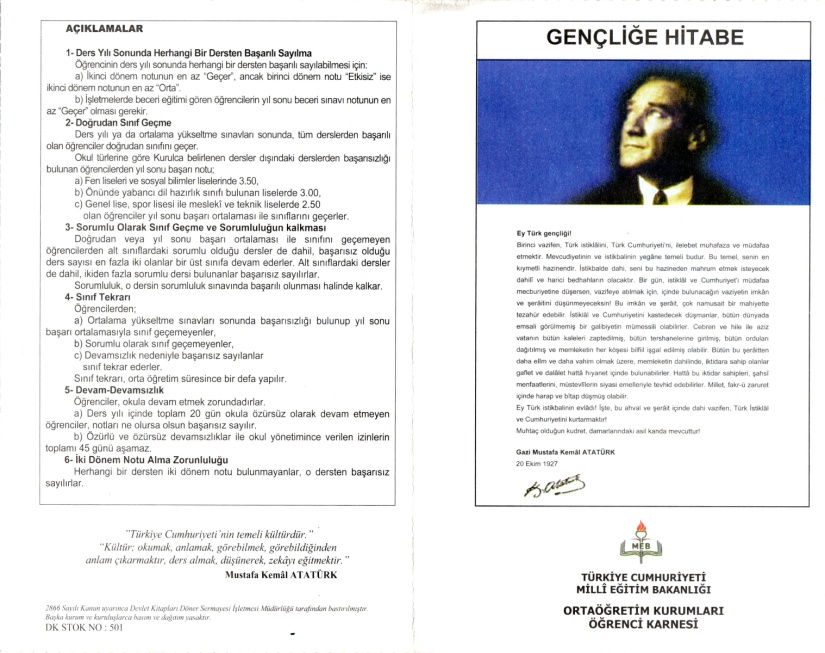 AÇIKLAMALAR
1- Ders Yılı Sonunda Herhangi Bir Dersten Başarılı Sayılma
Öğrencinin ders yılı sonunda herhangi bir dersten başarılı sayılabilmesi için;
a) İkinci dönem notunun en az “Geçer”, ancak birinci dönem notu “Etkisiz” ise
ikinci dönem notunun en az “Orta”.
b) İşletmelerde beceri eğitimi gören öğrencilerin yıl sonu beceri sınavı notunun en
az “Geçer” olması gerekir.
2- Doğrudan Sınıf Geçme
Ders yılı ya da ortalama yükseltme sınavları sonunda, tüm derslerden başarılı
olan öğrenciler doğrudan sınıfını geçer.
Okul türlerine göre Kurulca belirlenen dersler dışındaki derslerden başarısızlığı
bulunan öğrencilerden yıl sonu başarı notu;
a) Fen liseleri ve sosyal bilimler liselerinde 3.50,
b) Önünde yabancı dil hazırlık sınıfı bulunan liselerde 3.00,
c) Genel lise, spor lisesi ile meslekî ve teknik liselerde 2.50
olan öğrenciler yıl sonu başarı ortalaması ile sınıflarını geçerler.
3- Sorumlu Olarak Sınıf Geçme ve Sorumluluğun kalkması
Doğrudan veya yıl sonu başarı ortalaması ile sınıfını geçemeyen
öğrencilerden alt sınıflardaki sorumlu olduğu dersler de dahil, başarısız olduğu
ders sayısı en fazla iki olanlar bir üst sınıfa devam ederler. Alt sınıflardaki dersler
de dahil, ikiden fazla sorumlu dersi bulunanlar başarısız sayılırlar.
Sorumluluk, o dersin sorumluluk sınavında başarılı olunması halinde kalkar.
4- Sınıf Tekrarı
Öğrencilerden;
a) Ortalama yükseltme sınavları sonunda başarısızlığı bulunup yıl sonu
başarı ortalamasıyla sınıf geçemeyenler,
b) Sorumlu olarak sınıf geçemeyenler,
c) Devamsızlık nedeniyle başarısız sayılanlar
sınıf tekrar ederler.
Sınıf tekrarı, orta öğretim süresince bir defa yapılır.
5- Devam-Devamsızlık
Öğrenciler, okula devam etmek zorundadırlar.
a) Ders yılı içinde toplam 20 gün okula özürsüz olarak devam etmeyen
öğrenciler, notları ne olursa olsun başarısız sayılır.
b) Özürlü ve özürsüz devamsızlıklar ile okul yönetimince verilen izinlerin
toplamı 45 günü aşamaz.
6- İki Dönem Notu Alma Zorunluluğu
Herhangi bir dersten iki dönem notu bulunmayanlar, o dersten başarısız
sayılırlar.
"Türkiye Cumhuriyeti'nin temeli kültürdür."
"Kültür; okumak, anlamak, görebilmek, görebildiğinden
anlam çıkarmaktır, ders almak, düşünerek, zekâyı eğitmektir."
Mustafa Kemâl ATATÜRK
2866 Sayılı Kanun uyarınca Devlet Kitapları Döner Sermayesi İşletmesi Müdürlüğü tarafından bastırılmıştır.
Başka kurum ve kuruluşlarca basım ve dağıtım yasaktır.
DK STOK NO : 501
GENÇLİĞE HİTABE
Ey Türk gençliği!
Birinci vazifen, Türk istiklâlini, Türk Cumhuriyeti'ni, ilelebet muhafaza ve müdafaa
etmektir. Mevcudiyetinin ve istikbalinin yegâne temeli budur. Bu temel, senin en
kıymetli hazinendir. İstikbalde dahi, seni bu hazineden mahrum etmek isteyecek
dahilî ve harici bedhahların olacaktır. Bir gün, istiklâl ve Cumhuriyet'i müdafaa
mecburiyetine düşersen, vazifeye atılmak için, içinde bulunacağın vaziyetin imkân
ve şerâitini düşünmeyeceksin! Bu imkân ve şerâit, çok namusait bir mahiyette
tezahür edebilir. İstiklâl ve Cumhuriyetini kastedecek düşmanlar, bütün dünyada
emsali görülmemiş bir galibiyetin mümessili olabilirler. Cebren ve hile ile aziz
vatanın bütün kaleleri zaptedilmiş, bütün tershanelerine girilmiş, bütün orduları
dağıtılmış ve memleketin her köşesi bilfiil işgal edilmiş olabilir. Bütün bu şerâitten
daha elîm ve daha vahim olmak üzere, memleketin dahilinde, iktidara sahip olanlar
gaflet ve dalâlet hattâ hiyanet içinde bulunabilirler. Hattâ bu iktidar sahipleri, şahsî
menfaatlerini, müstevlîlerin siyasi emelleriyle tevhid edebilirler. Millet, fakr-ü zaruret
içinde harap ve bîtap düşmüş olabilir.
Ey Türk istikbalinin evlâdı! İşte, bu ahval ve şerâit içinde dahi vazifen, Türk İstiklâl
ve Cumhuriyetini kurtarmaktır!
Muhtaç olduğun kudret, damarlarındaki asil kanda mevcuttur!
Gazi Mustafa Kemâl ATATÜRK
20 Ekim 1927
MEB
TÜRKİYE CUMHURİYETİ
MİLLÎ EĞİTİM BAKANLIĞI
ORTAÖĞRETİM KURUMLARI
ÖĞRENCİ KARNESİ